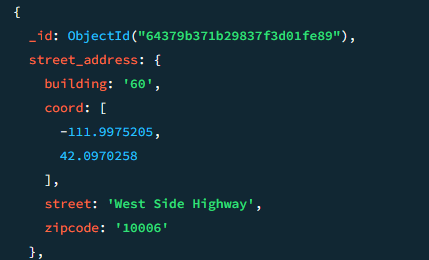 {
_id: ObjectId("64379b371b29837f3d01fe89"),
street_address: {
building: '60',
coord: [
-111.9975205,
42.0970258
],
street: 'West Side Highway',
zipcode: '10006'
},